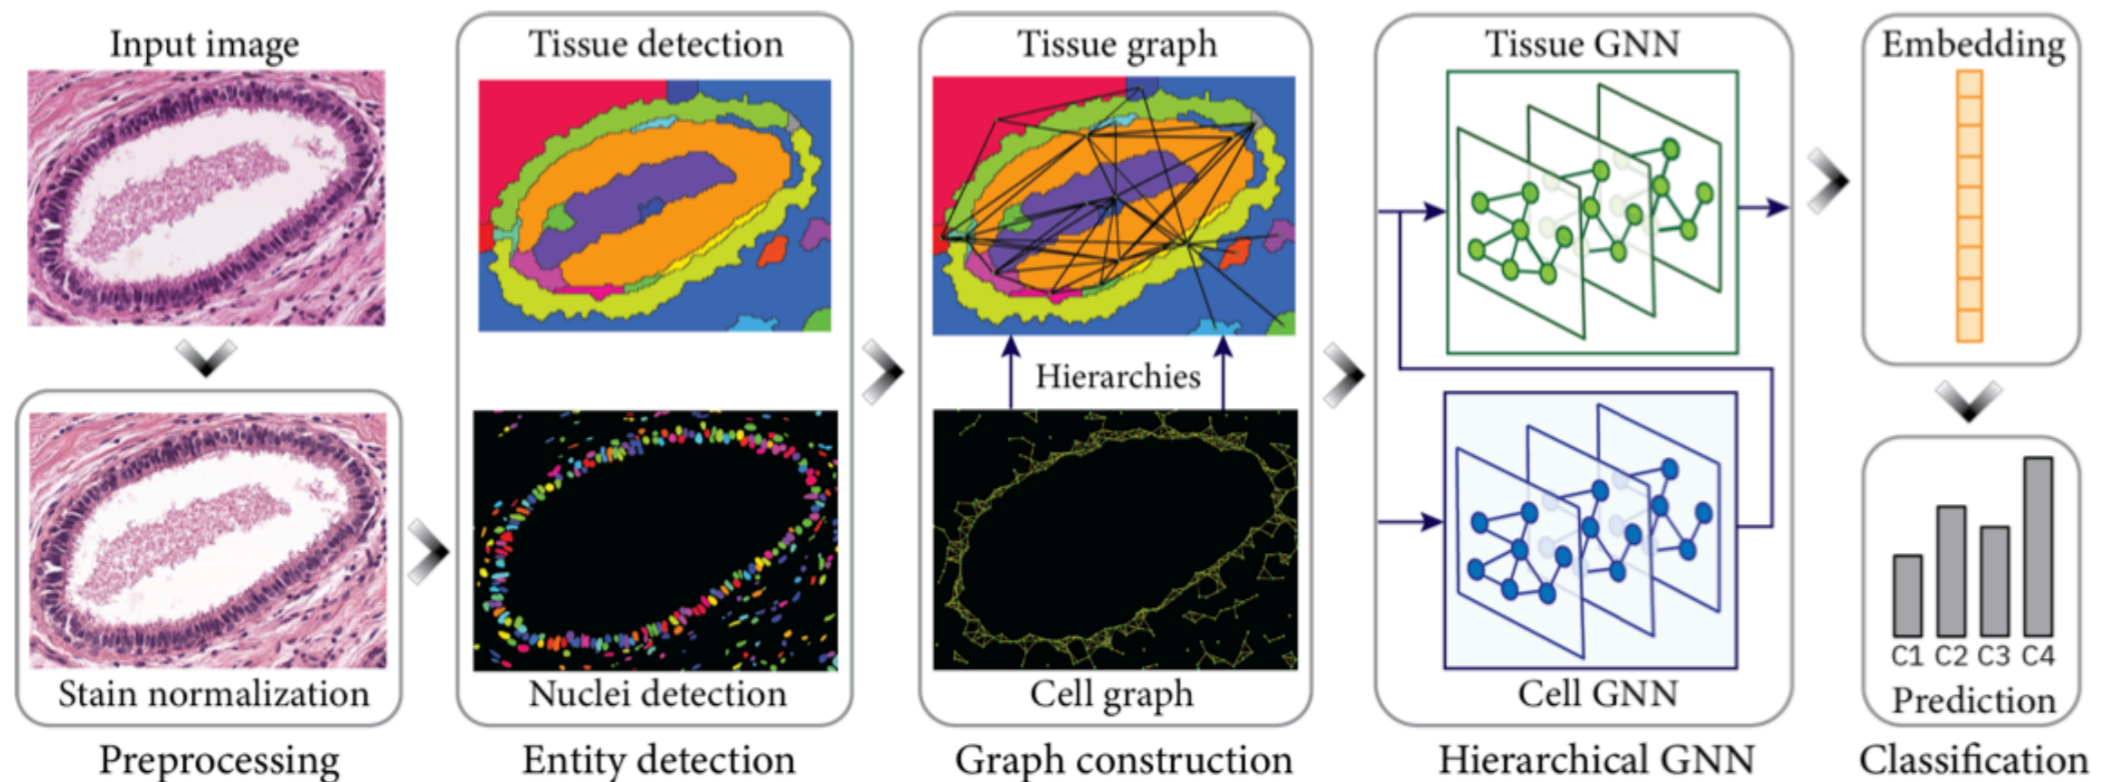 Input image
Stain normalization
Preprocessing
Tissue detection
Nuclei detection
Entity detection
Tissue graph
Hierarchies
Cell graph
Graph construction
Tissue GNN
Cell GNN
Hierarchical GNN
Embedding
C1 C2 C3 C4
Prediction
Classification